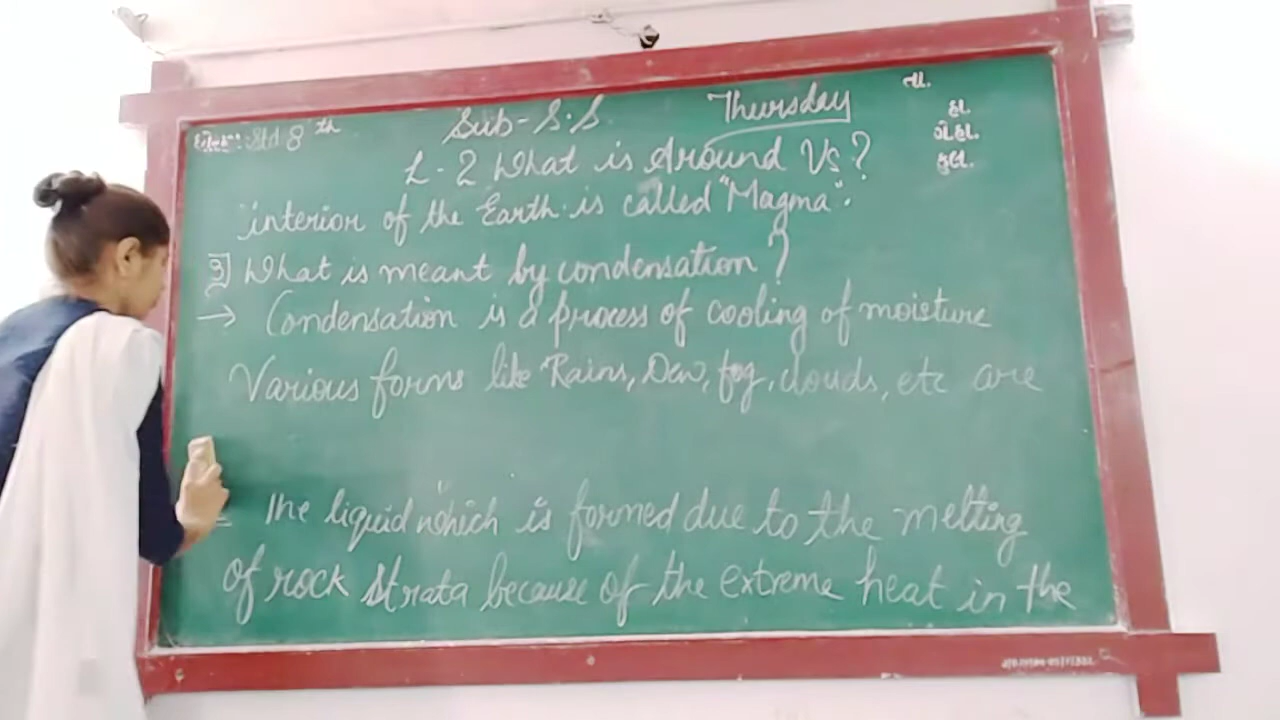 Std-8th
Sub-S.S
Thursday
તા.
હા.
ગે.હા.
કુલ.
L-2 What is Around Us?
interior of the Earth is called "Magma".
3] What is meant by condensation?
→ Condensation is a process of cooling of moisture
Various forms like Rains, Dew, fog, clouds, etc are
The liquid which is formed due to the melting
of rock strata because of the extreme heat in the